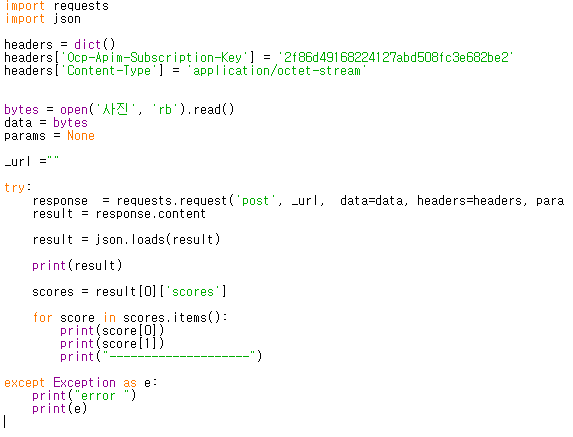 import requests
import json
headers = dict()
headers['Ocp-Apim-Subscription-Key'] = '2f86d49168224127abd508fc3e682be2'
headers['Content-Type'] = 'application/octet-stream'
bytes = open('사진', 'rb').read()
data = bytes
params = None
_url =""
try:
    response  = requests.request('post', _url,  data=data, headers=headers, para
    result = response.content
    result = json.loads(result)
    print(result)
    scores = result[0]['scores']
    for score in scores.items():
        print(score[0])
        print(score[1])
        print("--------------------")
except Exception as e:
    print("error ")
    print(e)